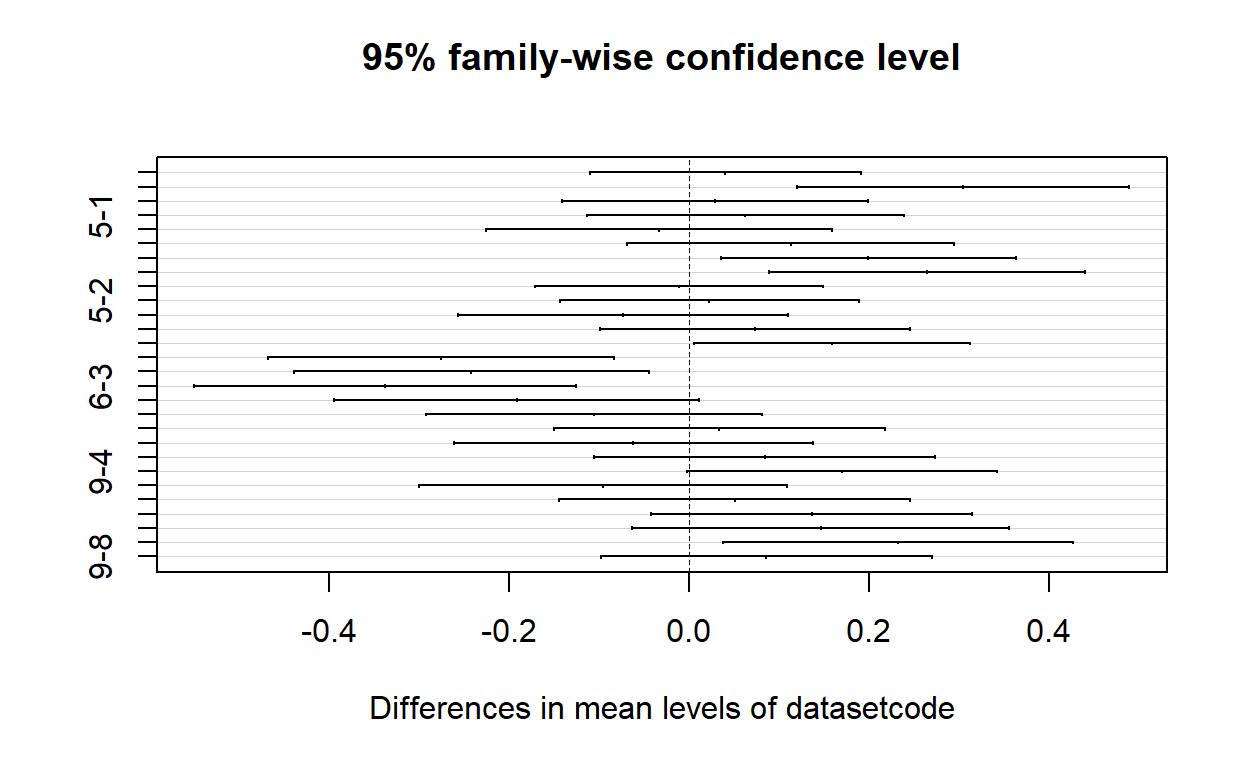 95% family-wise confidence level
5-1
5-2
6-3
9-4
9-8
-0.4 -0.2 0.0 0.2 0.4
Differences in mean levels of datasetcode